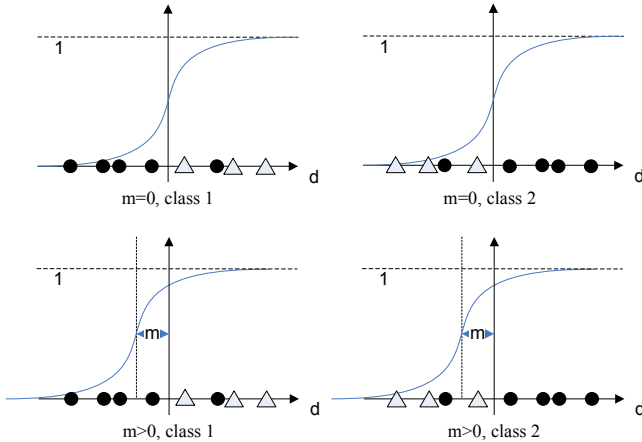 1
d
m=0, class 1
1
d
m=0, class 2
1
m
d
m>0, class 1
1
m
d
m>0, class 2